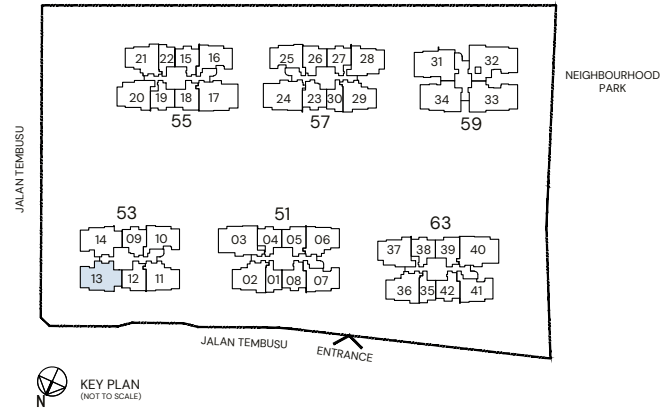 21 22 15 16
25 26 27 28
31 32
20 19 18 17
24 23 30 29
34 33
55
57
59
NEIGHBOURHOOD
PARK
JALAN TEMBUSU
53
51
63
14 09 10
03 04 05 06
37 38 39 40
13 12 11
02 01 08 07
36 35 42 41
JALAN TEMBUSU
ENTRANCE
N
KEY PLAN
(NOT TO SCALE)